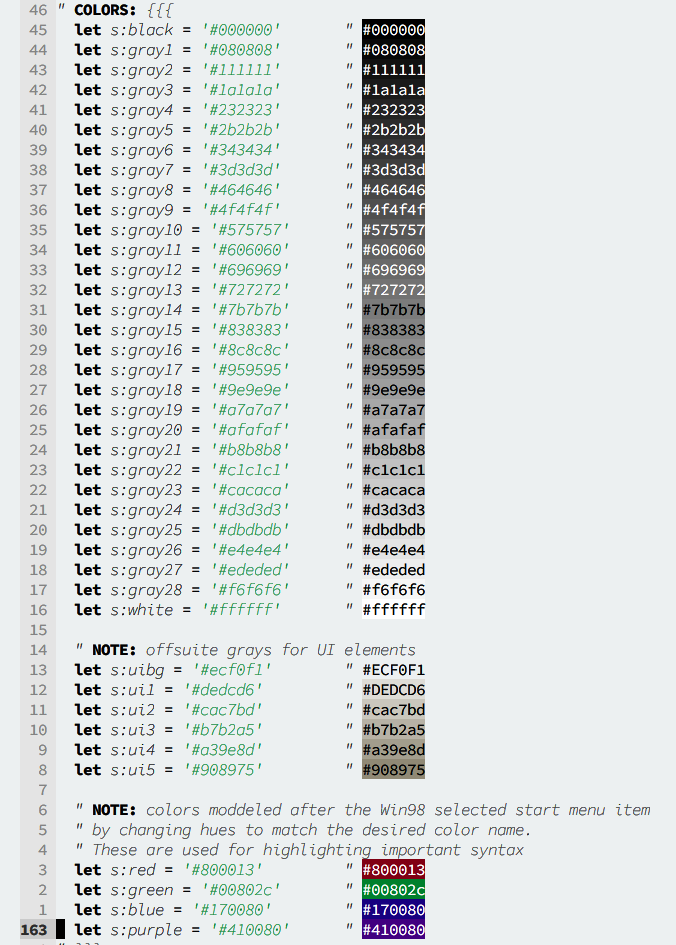 46 " COLORS: {{{
45 let s:black = '#000000' " #000000
44 let s:gray1 = '#080808' " #080808
43 let s:gray2 = '#111111' " #111111
42 let s:gray3 = '#1a1a1a' " #1a1a1a
41 let s:gray4 = '#232323' " #232323
40 let s:gray5 = '#2b2b2b' " #2b2b2b
39 let s:gray6 = '#343434' " #343434
38 let s:gray7 = '#3d3d3d' " #3d3d3d
37 let s:gray8 = '#464646' " #464646
36 let s:gray9 = '#4f4f4f' " #4f4f4f
35 let s:gray10 = '#575757' " #575757
34 let s:gray11 = '#606060' " #606060
33 let s:gray12 = '#696969' " #696969
32 let s:gray13 = '#727272' " #727272
31 let s:gray14 = '#7b7b7b' " #7b7b7b
30 let s:gray15 = '#838383' " #838383
29 let s:gray16 = '#8c8c8c' " #8c8c8c
28 let s:gray17 = '#959595' " #959595
27 let s:gray18 = '#9e9e9e' " #9e9e9e
26 let s:gray19 = '#a7a7a7' " #a7a7a7
25 let s:gray20 = '#afafaf' " #afafaf
24 let s:gray21 = '#b8b8b8' " #b8b8b8
23 let s:gray22 = '#c1c1c1' " #c1c1c1
22 let s:gray23 = '#cacaca' " #cacaca
21 let s:gray24 = '#d3d3d3' " #d3d3d3
20 let s:gray25 = '#dbdbdb' " #dbdbdb
19 let s:gray26 = '#e4e4e4' " #e4e4e4
18 let s:gray27 = '#ededed' " #ededed
17 let s:gray28 = '#f6f6f6' " #f6f6f6
16 let s:white = '#ffffff' " #ffffff
15
14 " NOTE: offsuite grays for UI elements
13 let s:uibg = '#ecf0f1' " #ECF0F1
12 let s:ui1 = '#dedcd6' " #DEDCD6
11 let s:ui2 = '#cac7bd' " #cac7bd
10 let s:ui3 = '#b7b2a5' " #b7b2a5
9 let s:ui4 = '#a39e8d' " #a39e8d
8 let s:ui5 = '#908975' " #908975
7
6 " NOTE: colors moddeled after the Win98 selected start menu item
5 " by changing hues to match the desired color name.
4 " These are used for highlighting important syntax
3 let s:red = '#800013' " #800013
2 let s:green = '#00802c' " #00802c
1 let s:blue = '#170080' " #170080
163 let s:purple = '#410080' " #410080